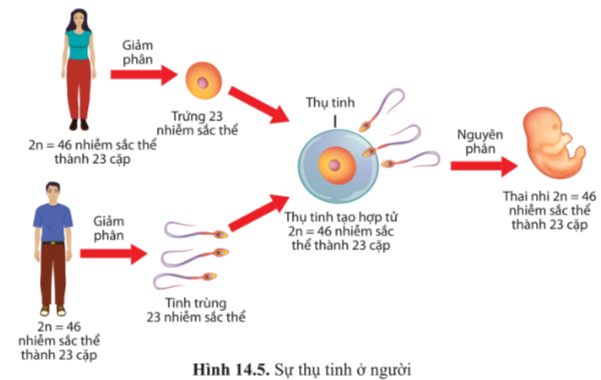 Giảm
phân
2n = 46 nhiễm sắc thể
thành 23 cặp
Trứng 23
nhiễm sắc thể
Thụ tinh
Nguyên
phân
Thai nhi 2n = 46
nhiễm sắc thể
thành 23 cặp
Thụ tinh tạo hợp tử
2n = 46 nhiễm sắc
thể thành 23 cặp
Giảm
phân
Tinh trùng
23 nhiễm sắc thể
2n = 46
nhiễm sắc thể
thành 23 cặp
Hình 14.5. Sự thụ tinh ở người